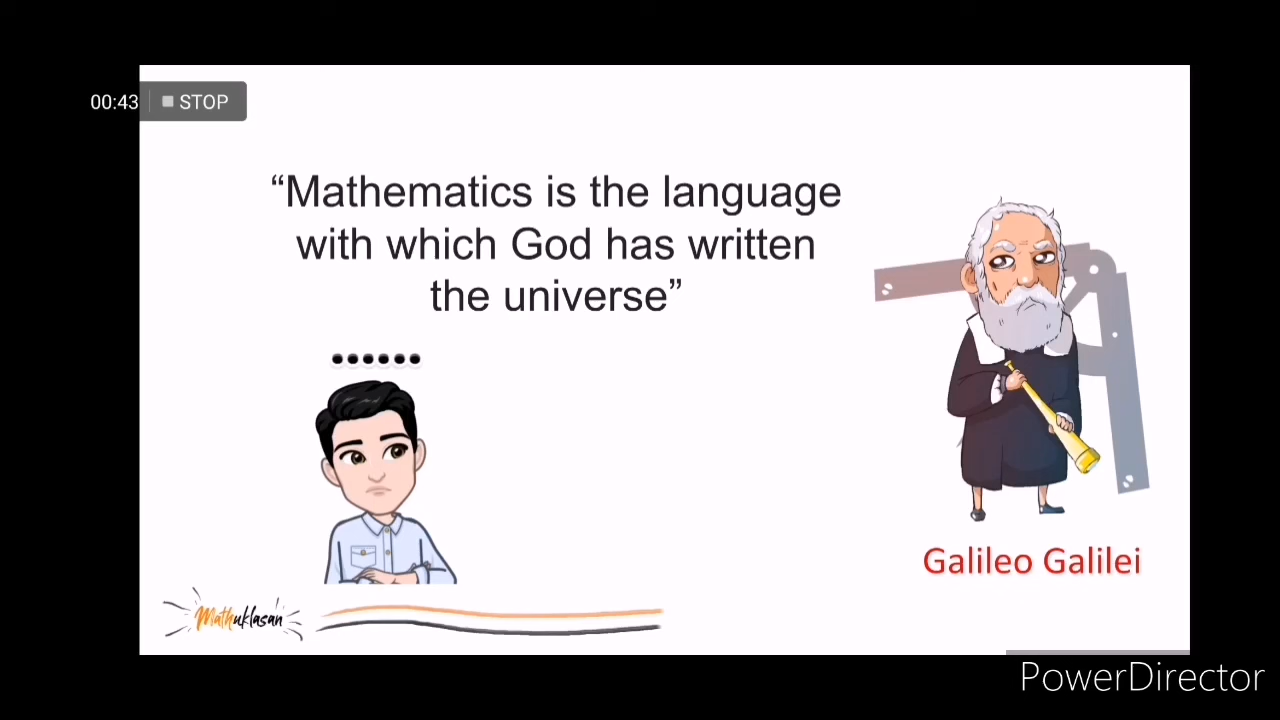 00:43 STOP
“Mathematics is the language
with which God has written
the universe”
......
Galileo Galilei
Mathuklasan
PowerDirector